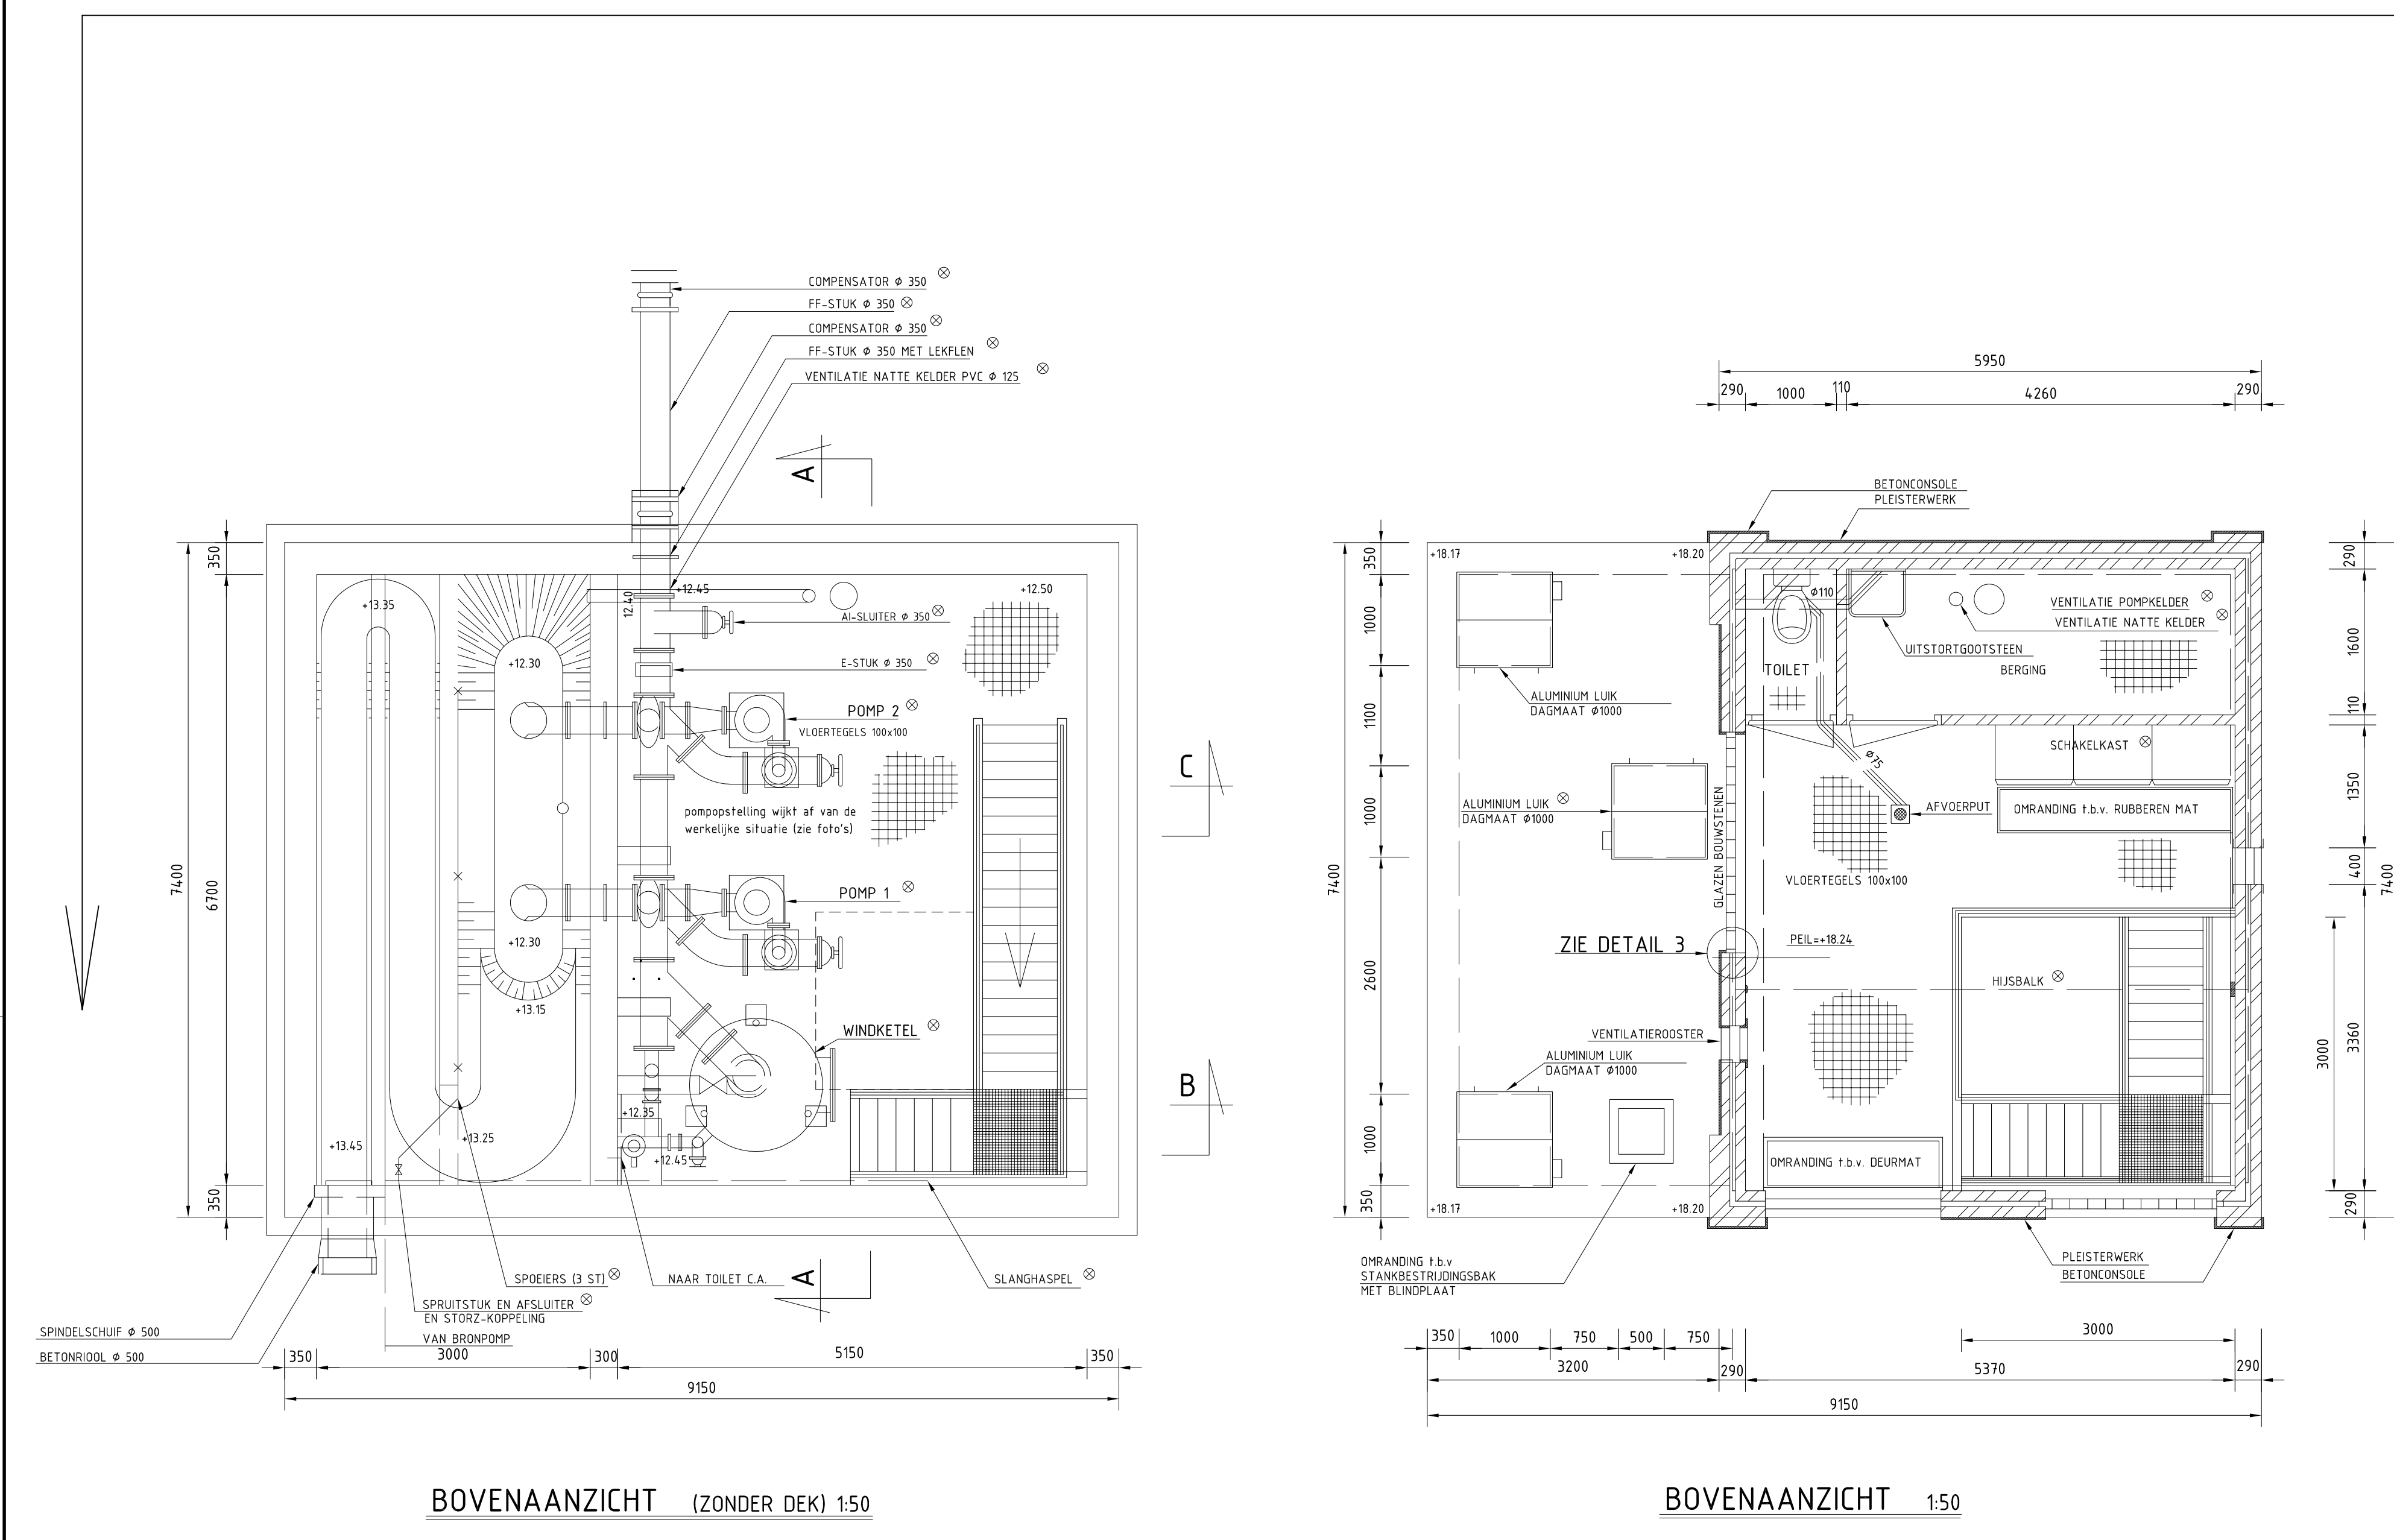 COMPENSATOR ϕ 350
FF-STUK ϕ 350
COMPENSATOR ϕ 350
FF-STUK ϕ 350 MET LEKFLEN
VENTILATIE NATTE KELDER PVC ϕ 125
A
350
7400
6700
350
+13.35
+12.30
12.40
+12.45
+12.50
AI-SLUITER ϕ 350
E-STUK ϕ 350
POMP 2
VLOERTEGELS 100x100
pompopstelling wijkt af van de
werkelijke situatie (zie foto's)
C
POMP 1
+12.30
+13.15
WINDKETEL
B
+12.35
+13.45
+13.25
+12.45
SPOEIERS (3 ST)
NAAR TOILET C.A.
A
SLANGHASPEL
SPRUITSTUK EN AFSLUITER
EN STORZ-KOPPELING
SPINDELSCHUIF ϕ 500
VAN BRONPOMP
BETONRIOOL ϕ 500
350
3000
300
5150
350
9150
BOVENAANZICHT (ZONDER DEK) 1:50
5950
290
1000
110
4260
290
BETONCONSOLE
PLEISTERWERK
+18.17
+18.20
350
1000
1100
1000
2600
1000
350
7400
ϕ110
VENTILATIE POMPKELDER
VENTILATIE NATTE KELDER
UITSTORTGOOTSTEEN
TOILET
BERGING
ALUMINIUM LUIK
DAGMAAT ϕ1000
SCHAKELKAST
ϕ75
ALUMINIUM LUIK
DAGMAAT ϕ1000
GLAZEN BOUWSTENEN
AFVOERPUT
OMRANDING t.b.v. RUBBEREN MAT
VLOERTEGELS 100x100
ZIE DETAIL 3
PEIL=+18.24
HIJSBALK
VENTILATIEROOSTER
ALUMINIUM LUIK
DAGMAAT ϕ1000
OMRANDING t.b.v. DEURMAT
+18.17
+18.20
290
1600
110
1350
400
3360
3000
290
7400
OMRANDING t.b.v
STANKBESTRIJDINGSBAK
MET BLINDPLAAT
PLEISTERWERK
BETONCONSOLE
350
1000
750
500
750
3000
3200
290
5370
290
9150
BOVENAANZICHT 1:50